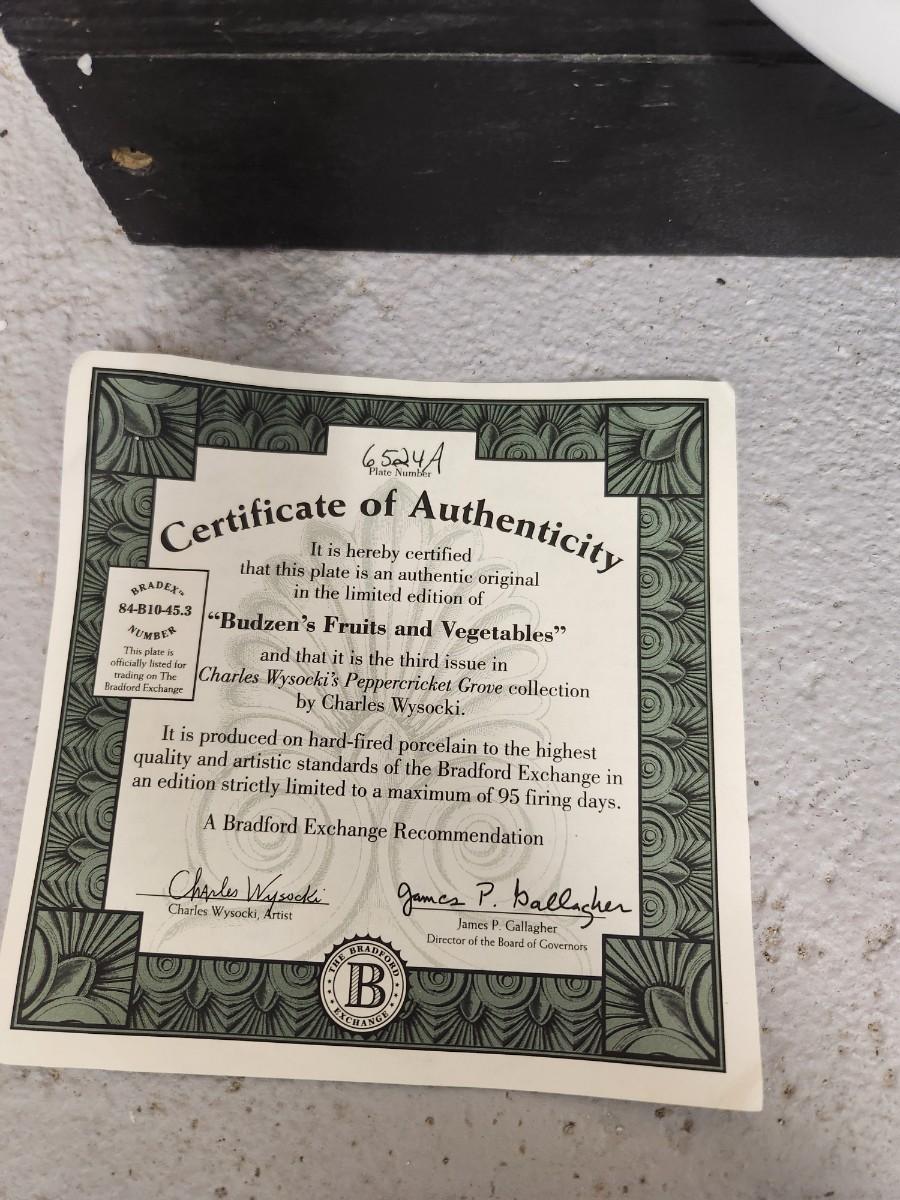 6524A
Plate Number
Certificate of Authenticity
It is hereby certified
that this plate is an authentic original
in the limited edition of
“Budzen's Fruits and Vegetables”
and that it is the third issue in
Charles Wysocki's Peppercricket Grove collection
by Charles Wysocki.
BRADEX™
84-B10-45.3
NUMBER
This plate is
officially listed for
trading on The
Bradford Exchange
It is produced on hard-fired porcelain to the highest
quality and artistic standards of the Bradford Exchange in
an edition strictly limited to a maximum of 95 firing days.
A Bradford Exchange Recommendation
Charles Wysocki
Charles Wysocki, Artist
James P. Gallagher
James P. Gallagher
Director of the Board of Governors
THE BRADFORD
B
EXCHANGE